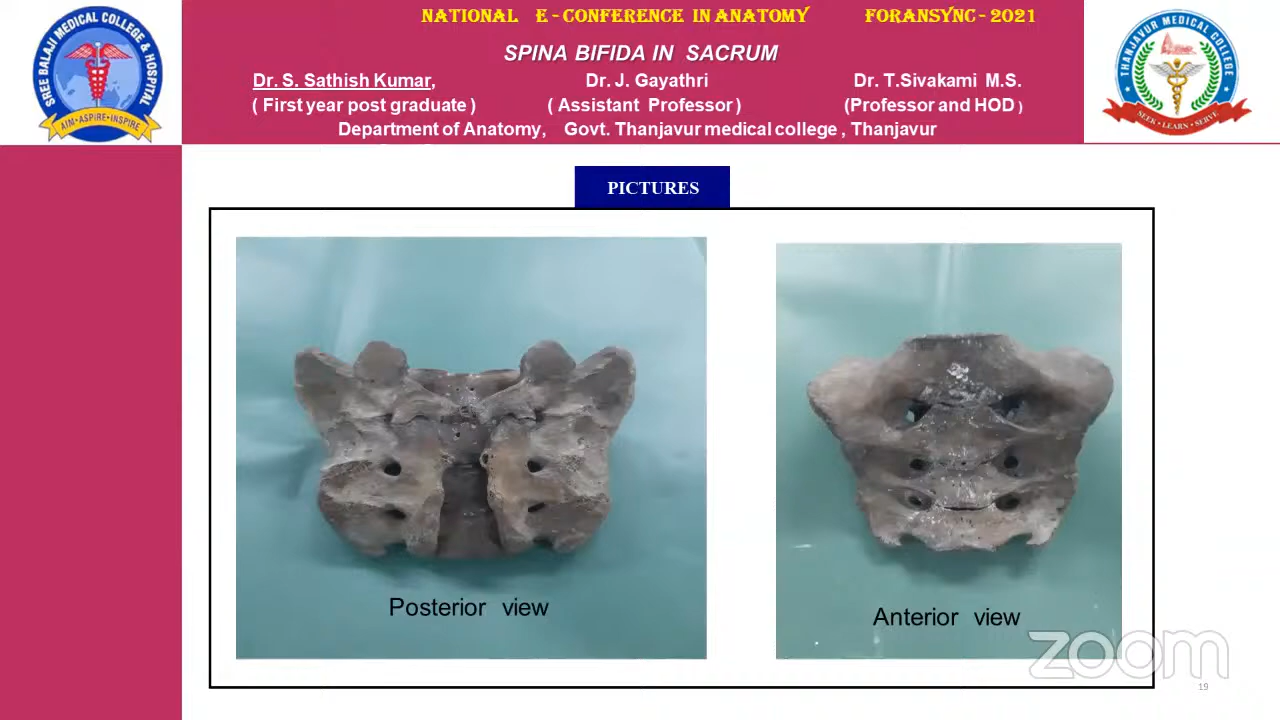 NATIONAL E - CONFERENCE IN ANATOMY FORANSYNC - 2021
SPINA BIFIDA IN SACRUM
Dr. S. Sathish Kumar, Dr. J. Gayathri Dr. T.Sivakami M.S.
( First year post graduate ) ( Assistant Professor ) (Professor and HOD )
Department of Anatomy, Govt. Thanjavur medical college , Thanjavur
SREE BALAJI MEDICAL COLLEGE & HOSPITAL
AIM - ASPIRE - INSPIRE
THANJAVUR MEDICAL COLLEGE
SEEK • LEARN • SERVE
PICTURES
Posterior view
Anterior view
zoom
19